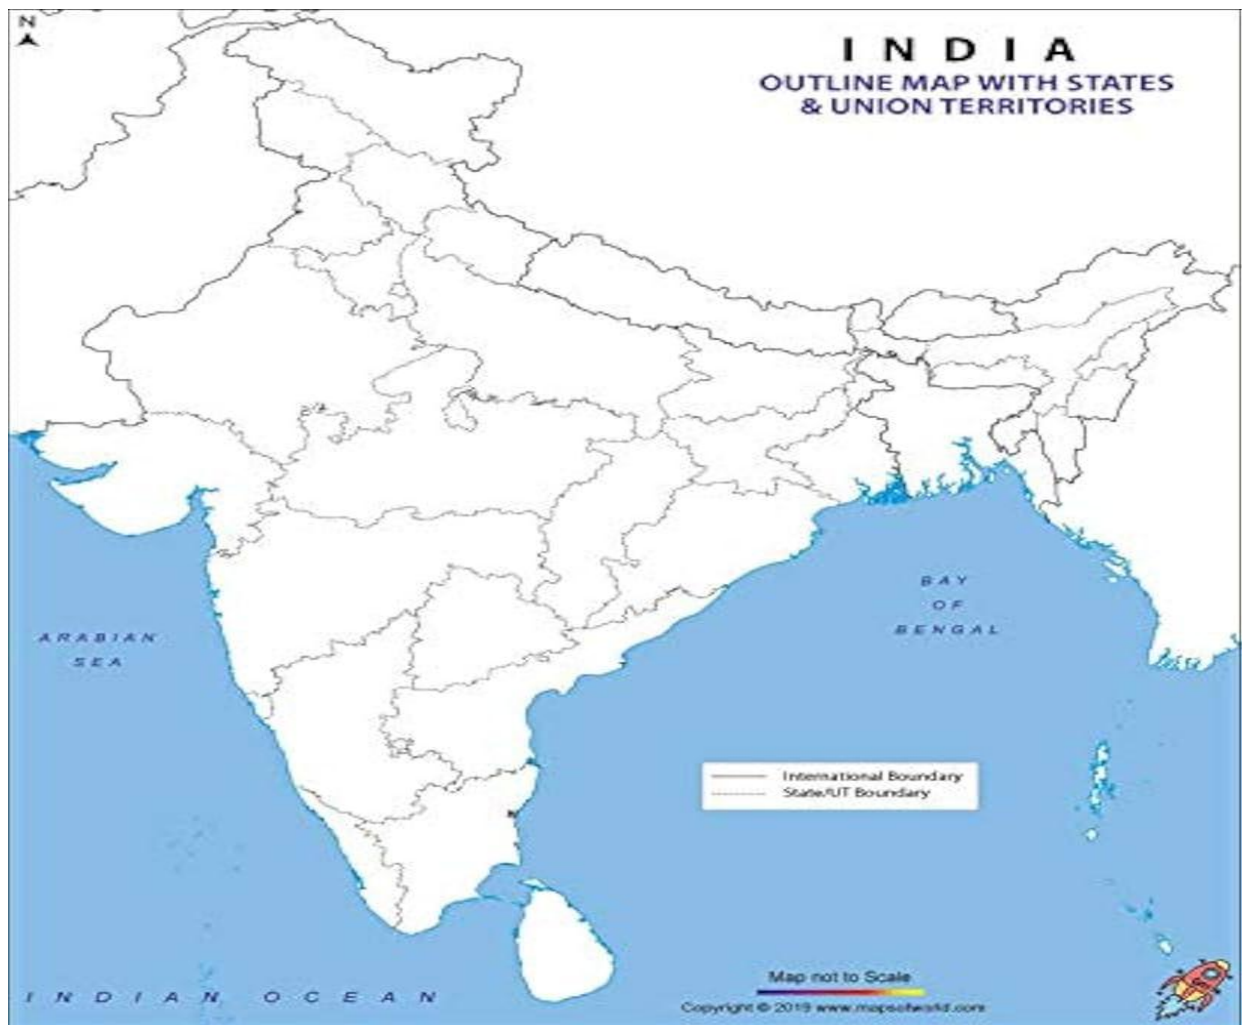 N
INDIA
OUTLINE MAP WITH STATES
& UNION TERRITORIES
ARABIAN
SEA
BAY
OF
BENGAL
International Boundary
State/UT Boundary
INDIAN OCEAN
Map not to Scale
Copyright © 2019 www.mapsofworld.com